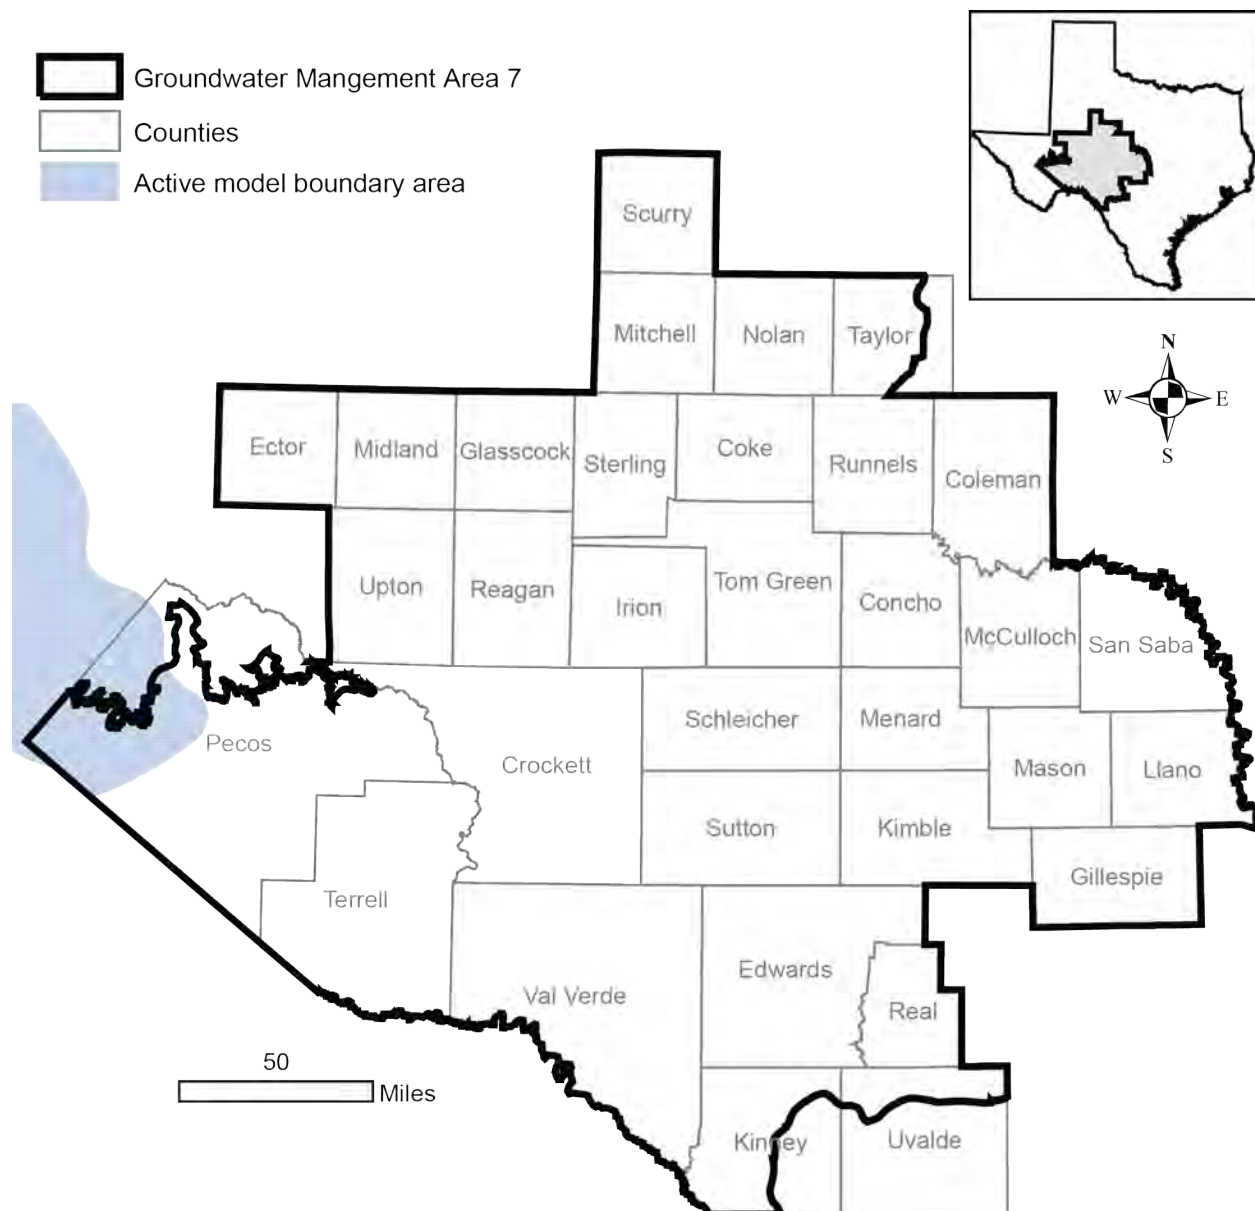 Groundwater Mangement Area 7
Counties
Active model boundary area
Scurry
Mitchell
Nolan
Taylor
N
W
E
S
Ector
Midland
Glasscock
Sterling
Coke
Runnels
Coleman
Upton
Reagan
Irion
Tom Green
Concho
McCulloch
San Saba
Pecos
Crockett
Schleicher
Menard
Mason
Llano
Sutton
Kimble
Gillespie
Terrell
Val Verde
Edwards
Real
50
Miles
Kinney
Uvalde